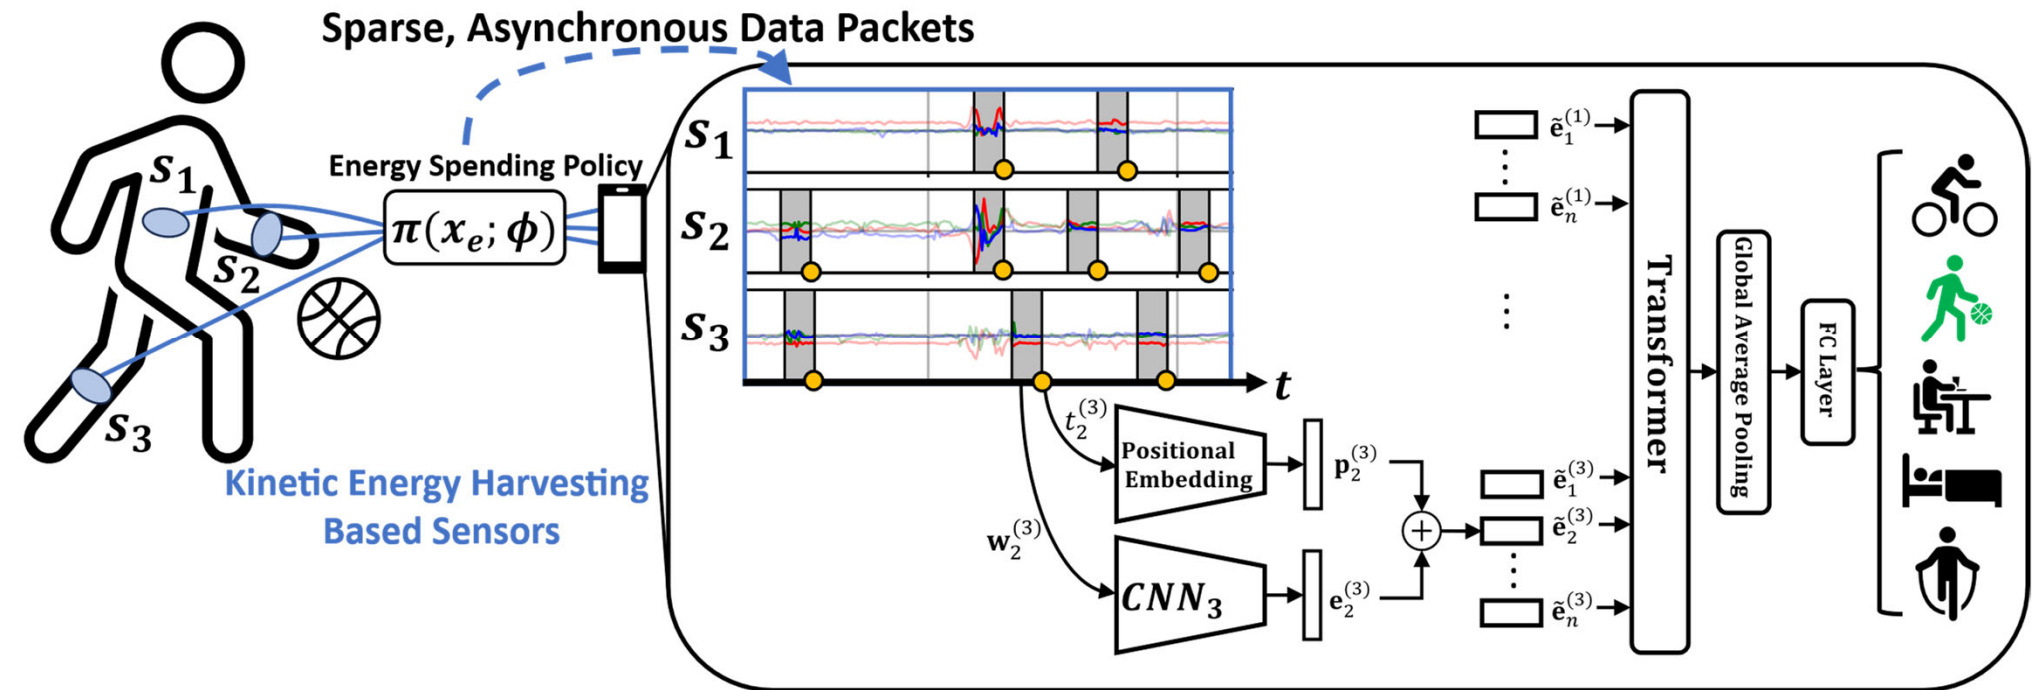 Sparse, Asynchronous Data Packets
Energy Spending Policy
π(xₑ; ϕ)
s₁
s₂
s₃
Kinetic Energy Harvesting
Based Sensors
s₁
s₂
s₃
t
t₂⁽³⁾
w₂⁽³⁾
Positional
Embedding
CNN₃
p₂⁽³⁾
e₂⁽³⁾
+
ẽ₁⁽¹⁾
ẽₙ⁽¹⁾
ẽ₁⁽³⁾
ẽ₂⁽³⁾
ẽₙ⁽³⁾
Transformer
Global Average Pooling
FC Layer